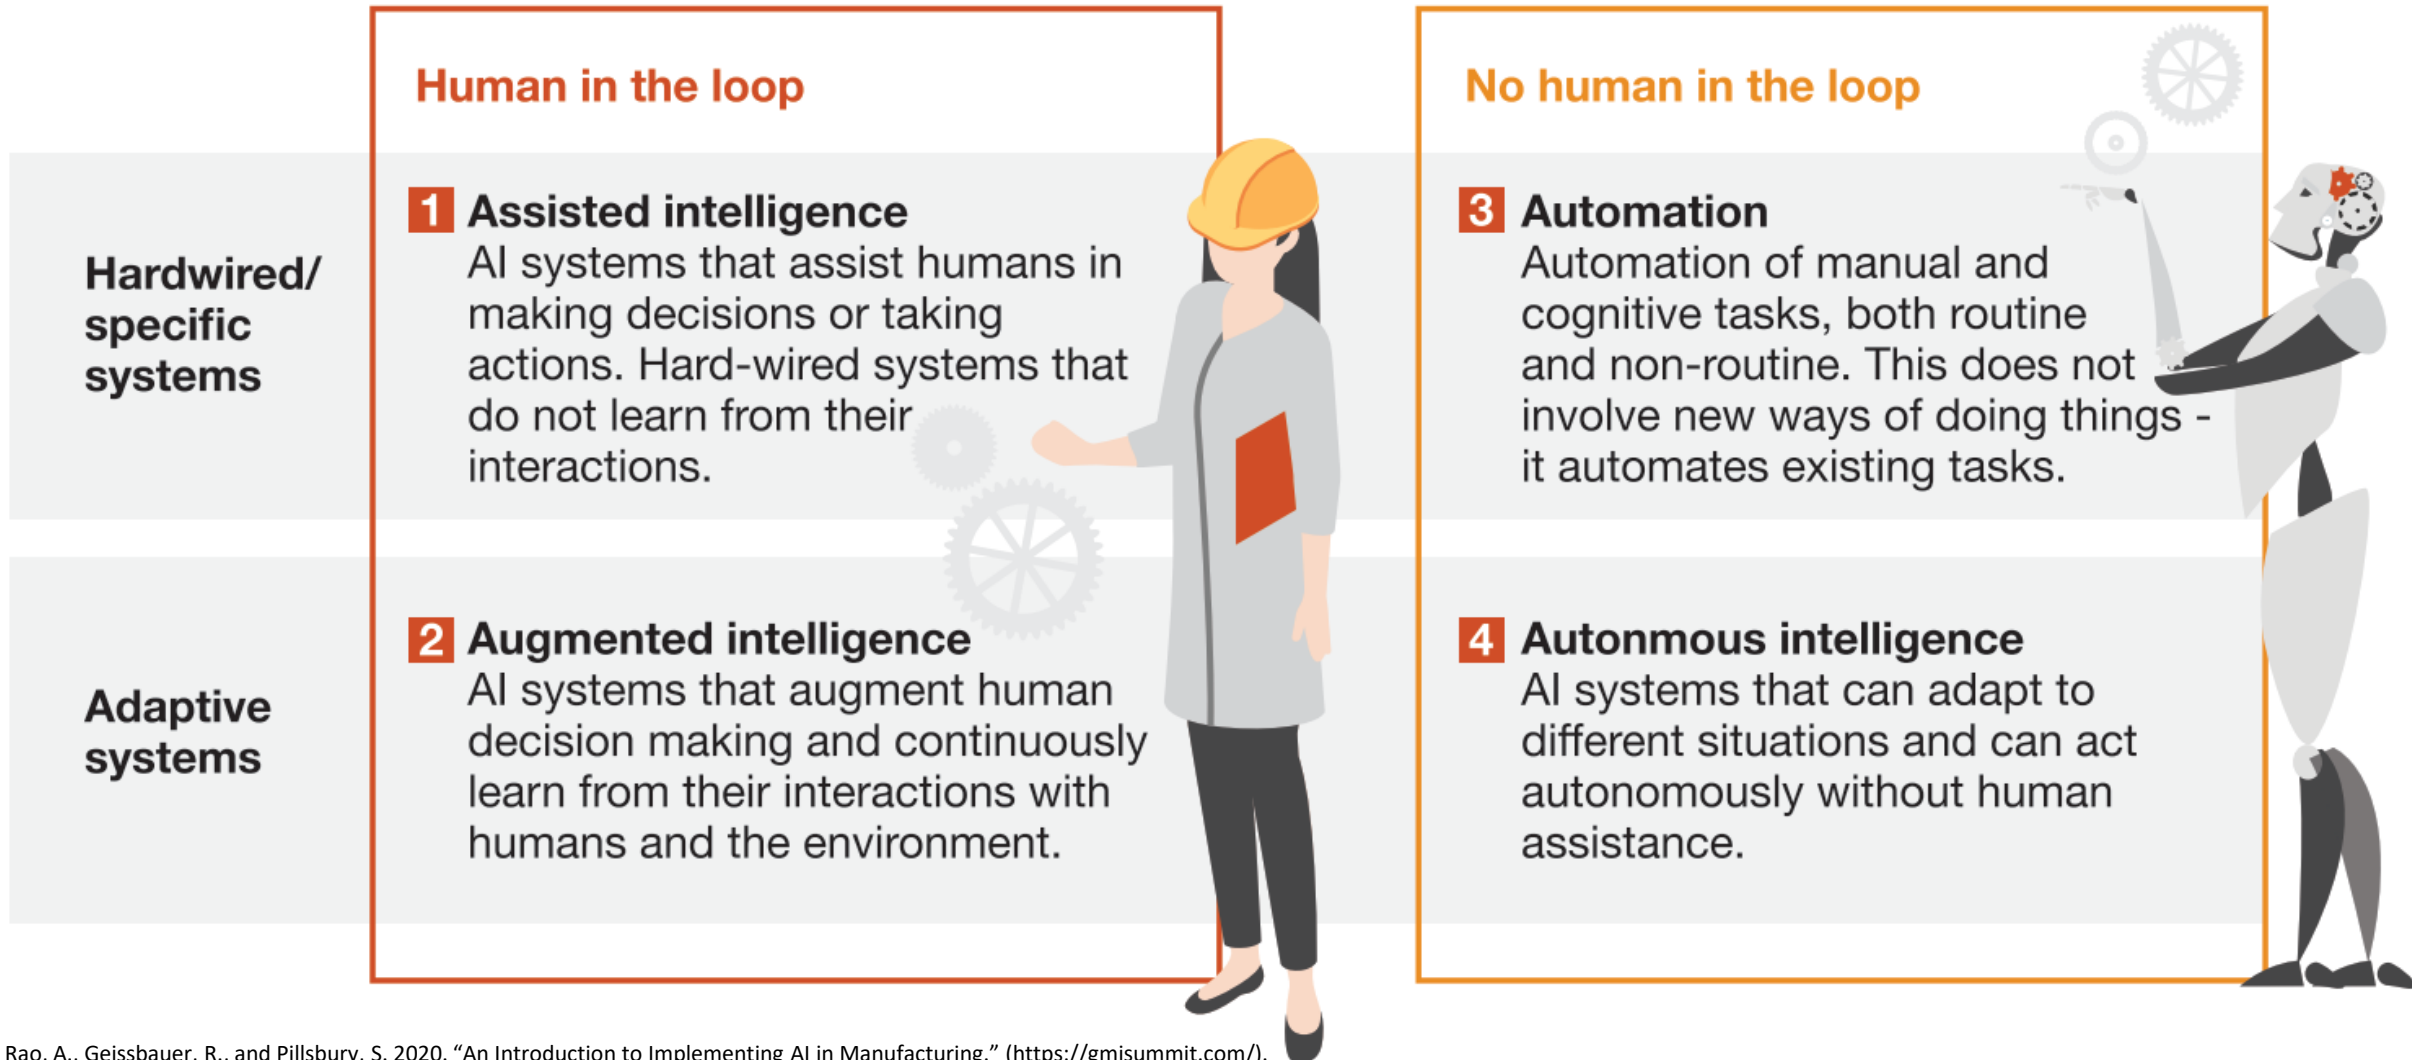 Human in the loop
No human in the loop
Hardwired/
specific
systems
1 Assisted intelligence
AI systems that assist humans in
making decisions or taking
actions. Hard-wired systems that
do not learn from their
interactions.
3 Automation
Automation of manual and
cognitive tasks, both routine
and non-routine. This does not
involve new ways of doing things -
it automates existing tasks.
Adaptive
systems
2 Augmented intelligence
AI systems that augment human
decision making and continuously
learn from their interactions with
humans and the environment.
4 Autonmous intelligence
AI systems that can adapt to
different situations and can act
autonomously without human
assistance.
Rao, A., Geissbauer, R., and Pillsbury, S. 2020. “An Introduction to Implementing AI in Manufacturing,” (https://gmisummit.com/).